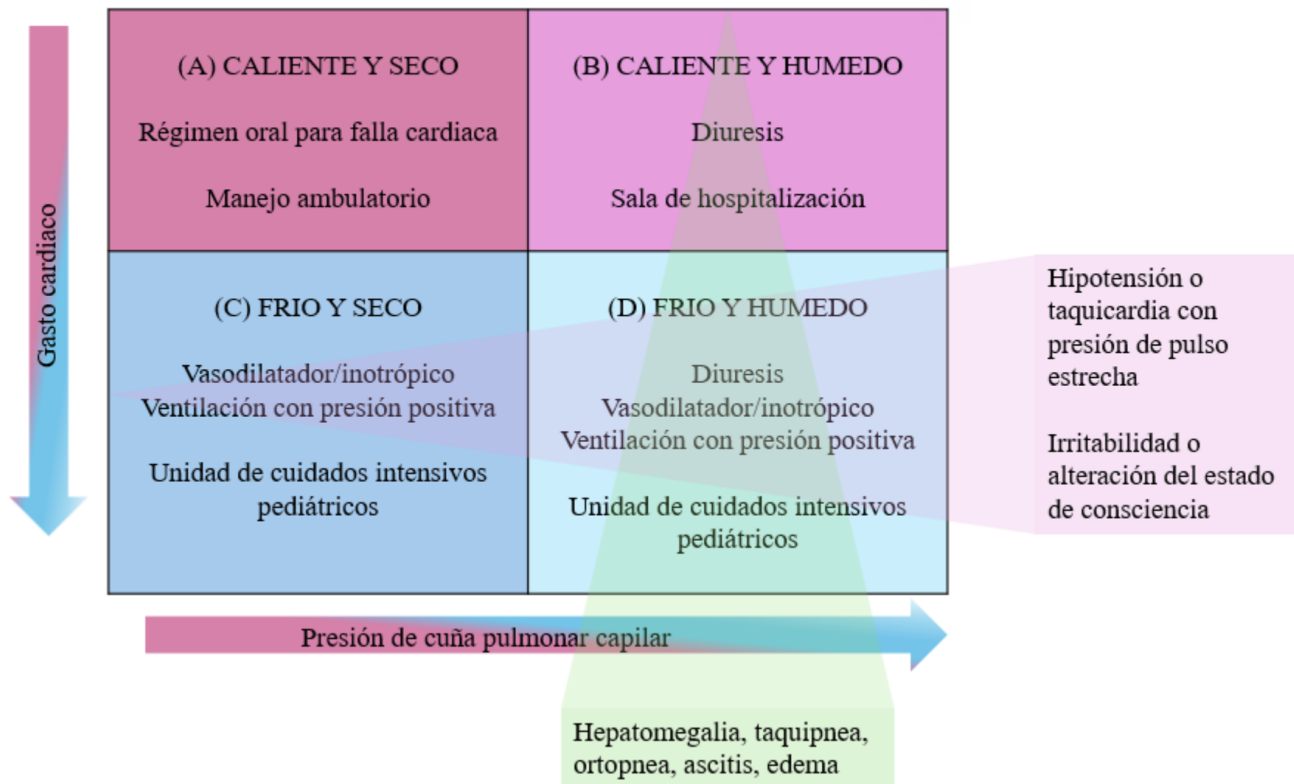 Gasto cardiaco
(A) CALIENTE Y SECO
Régimen oral para falla cardiaca
Manejo ambulatorio
(B) CALIENTE Y HUMEDO
Diuresis
Sala de hospitalización
(C) FRIO Y SECO
Vasodilatador/inotrópico
Ventilación con presión positiva
Unidad de cuidados intensivos
pediátricos
(D) FRIO Y HUMEDO
Diuresis
Vasodilatador/inotrópico
Ventilación con presión positiva
Unidad de cuidados intensivos
pediátricos
Hipotensión o
taquicardia con
presión de pulso
estrecha
Irritabilidad o
alteración del estado
de consciencia
Presión de cuña pulmonar capilar
Hepatomegalia, taquipnea,
ortopnea, ascitis, edema